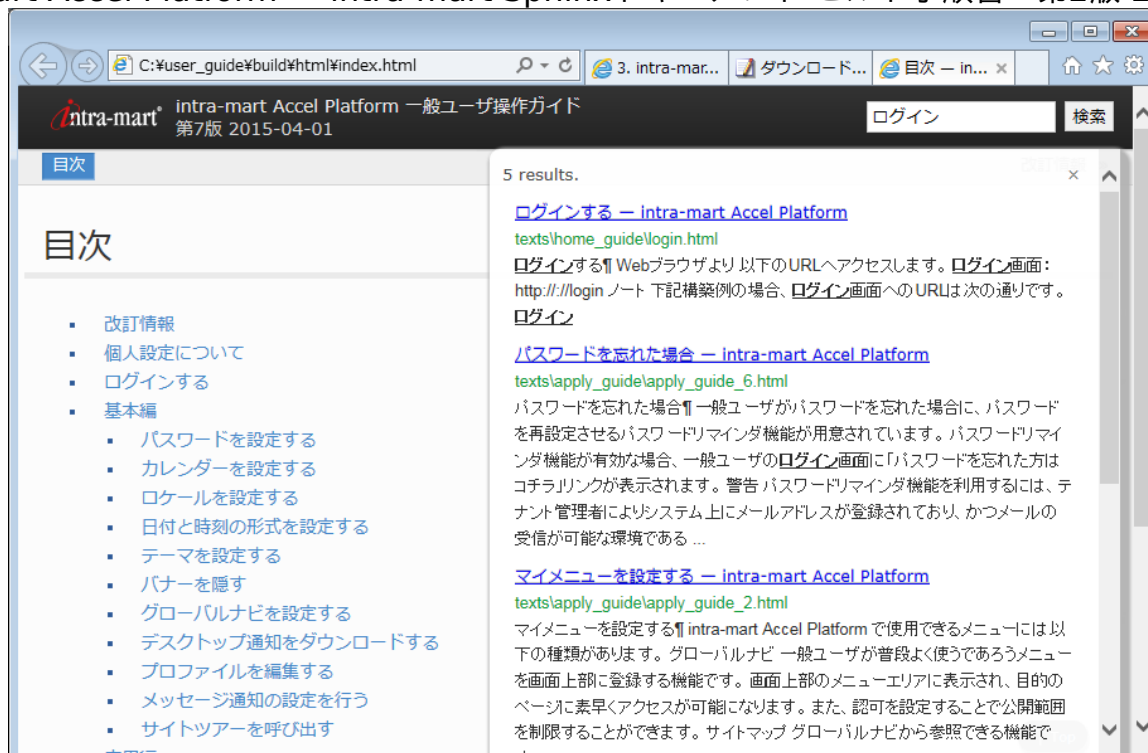 art Accel Platform — intra-mart Sphinx
C:¥user_guide¥build¥html¥index.html
3. intra-mar...
ダウンロード...
目次 — in...
intra-mart
intra-mart Accel Platform 一般ユーザ操作ガイド
第7版 2015-04-01
ログイン
検索
目次
目次
改訂情報
個人設定について
ログインする
基本編
パスワードを設定する
カレンダーを設定する
ロケールを設定する
日付と時刻の形式を設定する
テーマを設定する
バナーを隠す
グローバルナビを設定する
デスクトップ通知をダウンロードする
プロファイルを編集する
メッセージ通知の設定を行う
サイトツアーを呼び出す
5 results.
ログインする — intra-mart Accel Platform
texts\home_guide\login.html
ログインする¶ Webブラウザより以下のURLへアクセスします。ログイン画面:
http://://login ノート 下記構築例の場合、ログイン画面へのURLは次の通りです。
ログイン
パスワードを忘れた場合 — intra-mart Accel Platform
texts\apply_guide\apply_guide_6.html
パスワードを忘れた場合¶ 一般ユーザがパスワードを忘れた場合に、パスワード
を再設定させるパスワードリマインダ機能が用意されています。パスワードリマイ
ンダ機能が有効な場合、一般ユーザのログイン画面に「パスワードを忘れた方は
コチラ」リンクが表示されます。警告 パスワードリマインダ機能を利用するには、テ
ナント管理者によりシステム上にメールアドレスが登録されており、かつメールの
受信が可能な環境である ...
マイメニューを設定する — intra-mart Accel Platform
texts\apply_guide\apply_guide_2.html
マイメニューを設定する¶ intra-mart Accel Platform で使用できるメニューには以
下の種類があります。グローバルナビ 一般ユーザが普段よく使うであろうメニュー
を画面上部に登録する機能です。画面上部のメニューエリアに表示され、目的の
ページに素早くアクセスが可能になります。また、認可を設定することで公開範囲
を制限することができます。サイトマップ グローバルナビから参照できる機能で